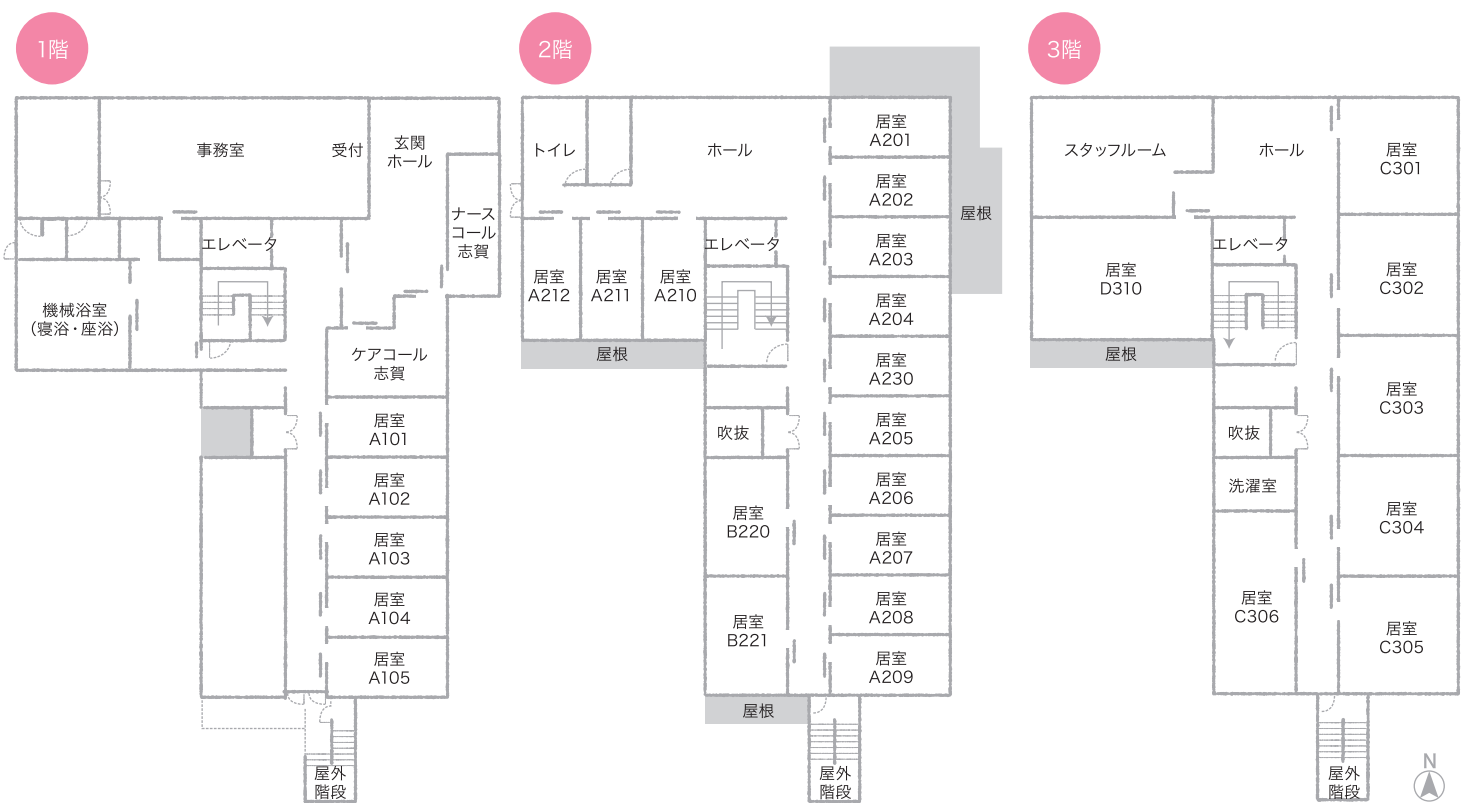 1階
事務室
受付
玄関
ホール
ナース
コール
志賀
エレベータ
機械浴室
（寝浴・座浴）
ケアコール
志賀
居室
A101
居室
A102
居室
A103
居室
A104
居室
A105
屋外
階段
2階
トイレ
ホール
居室
A201
居室
A202
屋根
居室
A203
エレベータ
居室
A212
居室
A211
居室
A210
居室
A204
屋根
居室
A230
居室
A205
吹抜
居室
A206
居室
B220
居室
A207
居室
A208
居室
B221
居室
A209
屋根
屋外
階段
3階
スタッフルーム
ホール
居室
C301
エレベータ
居室
D310
居室
C302
屋根
居室
C303
吹抜
洗濯室
居室
C304
居室
C306
居室
C305
屋外
階段
N